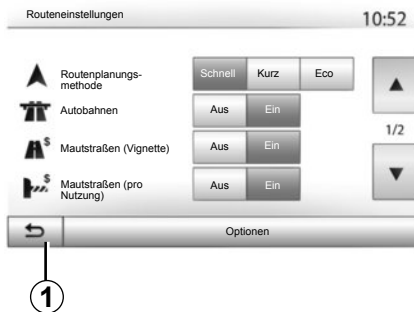 Routeneinstellungen 10:52
Routenplanungs-
methode
Schnell Kurz Eco
Autobahnen Aus Ein
1/2
$ Mautstraßen (Vignette) Aus Ein
$ Mautstraßen (pro
Nutzung) Aus Ein
Optionen
1